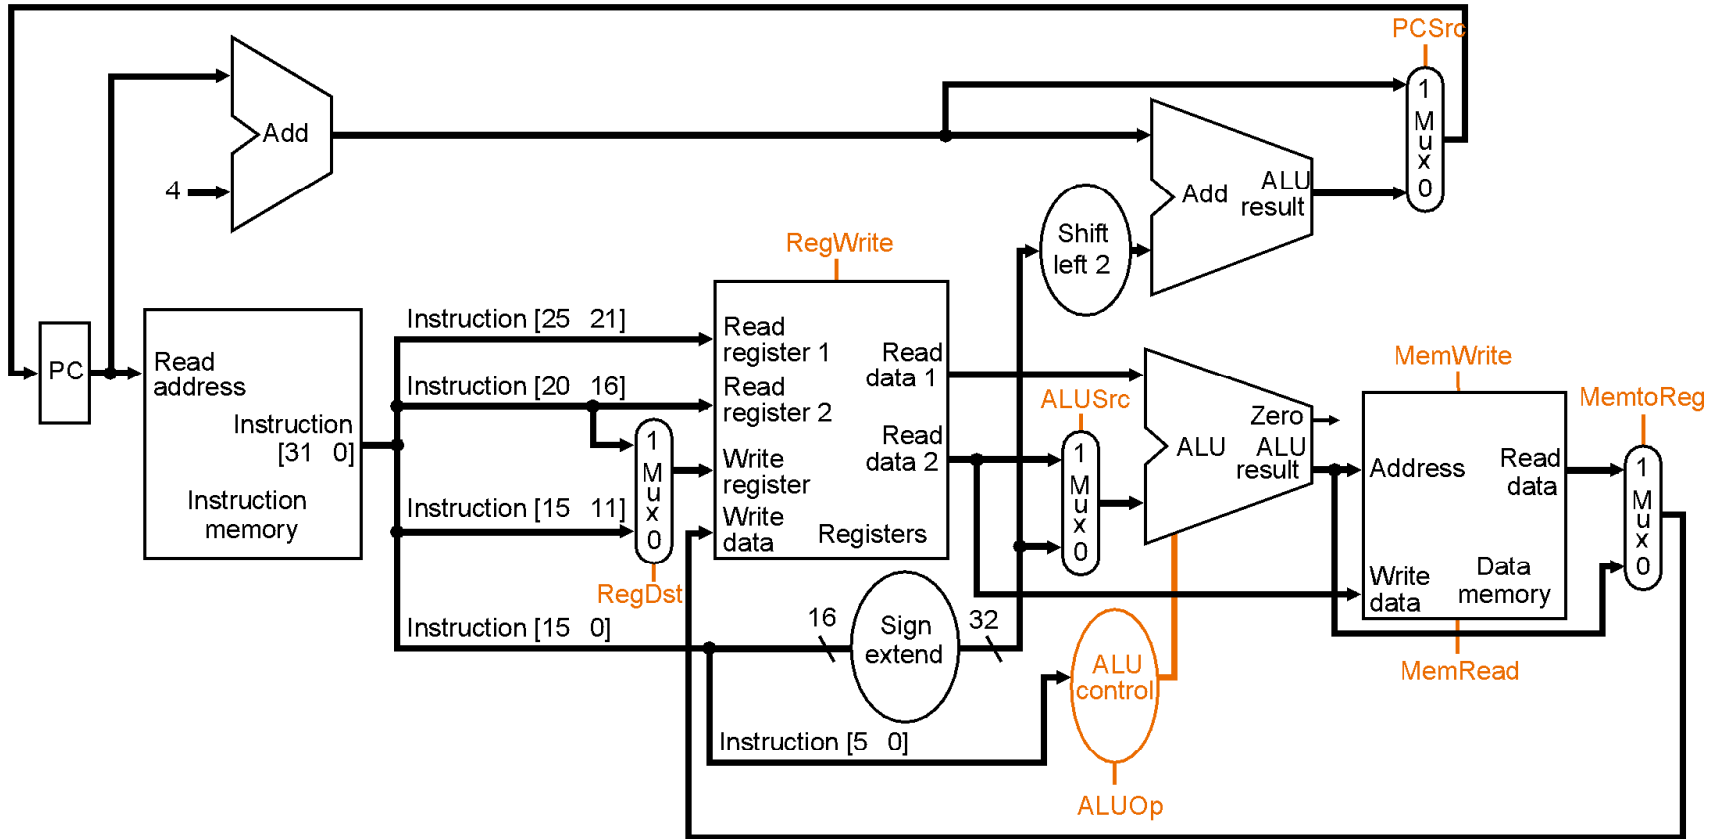 PCSrc
1
M
u
x
0
Add
4
Add
ALU
result
Shift
left 2
RegWrite
PC
Read
address
Instruction
[31 0]
Instruction
memory
Instruction [25 21]
Instruction [20 16]
Instruction [15 11]
Instruction [15 0]
1
M
u
x
0
RegDst
Read
register 1
Read
register 2
Write
register
Write
data
Read
data 1
Read
data 2
Registers
16
Sign
extend
32
Instruction [5 0]
ALUSrc
1
M
u
x
0
Zero
ALU
ALU
result
ALU
control
ALUOp
MemWrite
Address
Read
data
Write
data
Data
memory
MemRead
MemtoReg
1
M
u
x
0